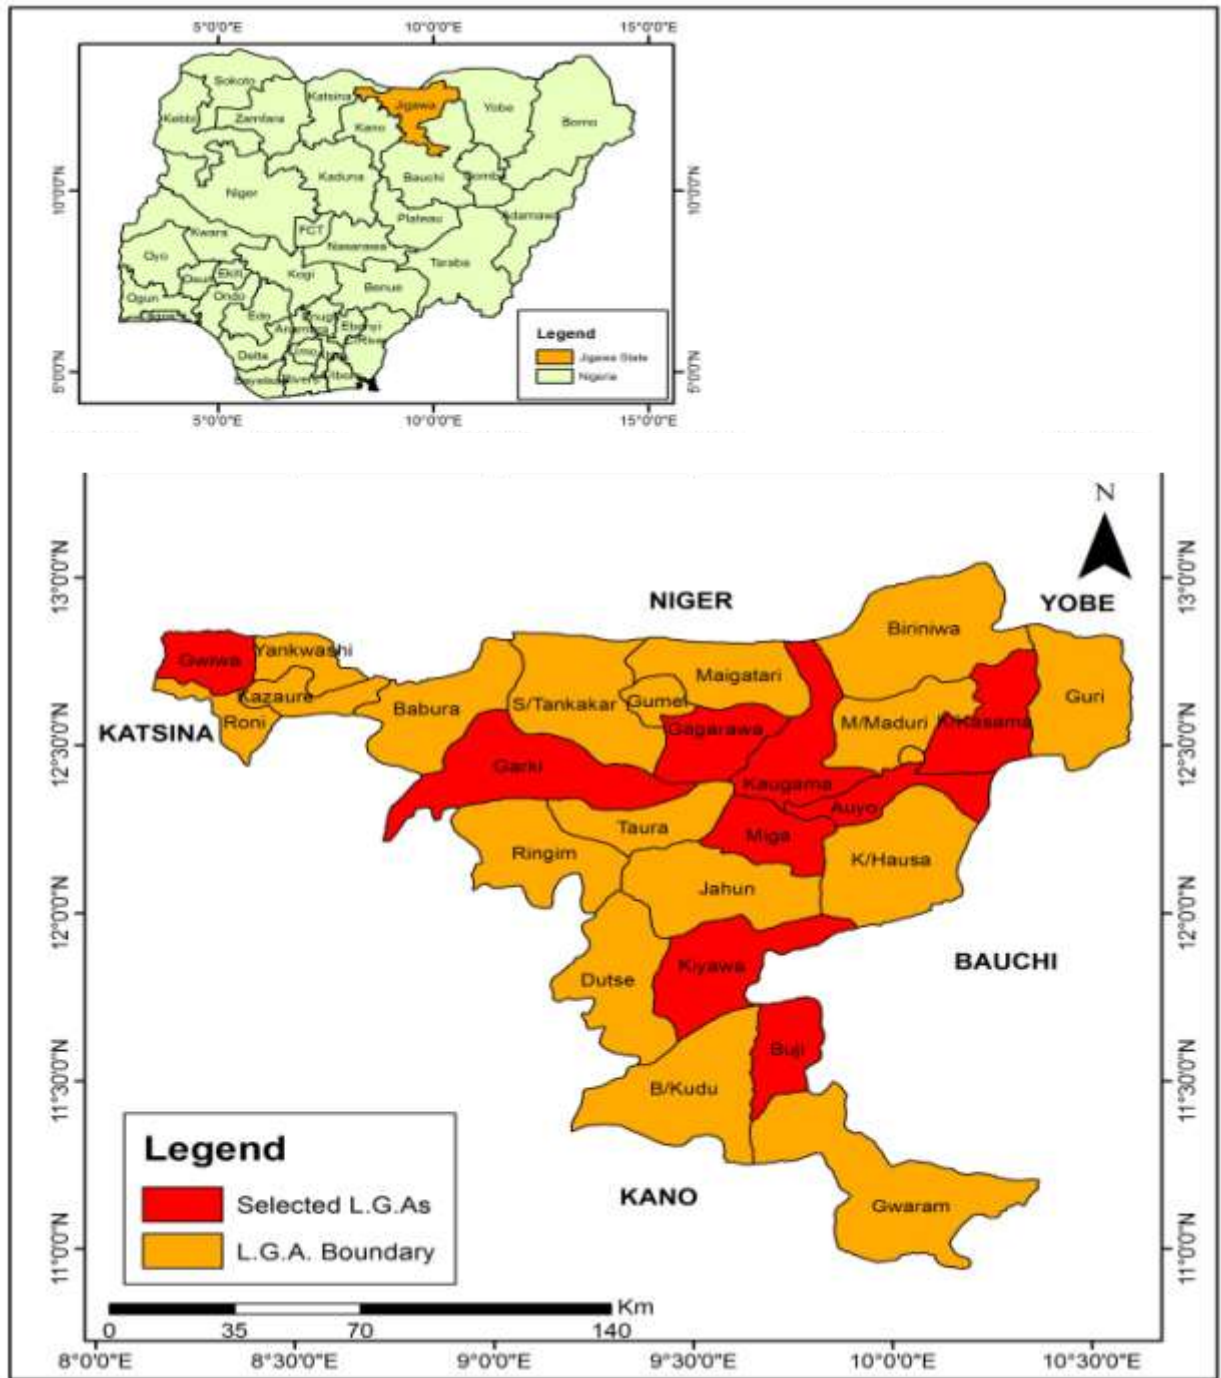 5°0'0"E 10°0'0"E 15°0'0"E
10°0'0"N
5°0'0"N
Sokoto
Katsina
Jigawa
Yobe
Borno
Kebbi
Zamfara
Kano
Kaduna
Bauchi
Niger
Plateau
Adamawa
FCT
Kwara
Nasarawa
Oyo
Taraba
Kogi
Ekiti
Benue
Ogun
Ondo
Edo
Delta
Legend
Jigawa State
Nigeria
10°0'0"N
5°0'0"N
5°0'0"E 10°0'0"E 15°0'0"E
N
13°0'0"N
12°30'0"N
12°0'0"N
11°30'0"N
11°0'0"N
NIGER
YOBE
Biriniwa
Gwiwa
Yankwashi
Maigatari
Guri
Kazaure
Gumel
S/Tankakar
Babura
Roni
KATSINA
Gagarawa
M/Maduri
Garki
Kaugama
Auyo
Taura
Miga
Ringim
K/Hausa
Jahun
BAUCHI
Kiyawa
Dutse
Buji
B/Kudu
KANO
Gwaram
Legend
Selected L.G.As
L.G.A. Boundary
Km
0 35 70 140
13°0'0"N
12°30'0"N
12°0'0"N
11°30'0"N
11°0'0"N
8°0'0"E 8°30'0"E 9°0'0"E 9°30'0"E 10°0'0"E 10°30'0"E